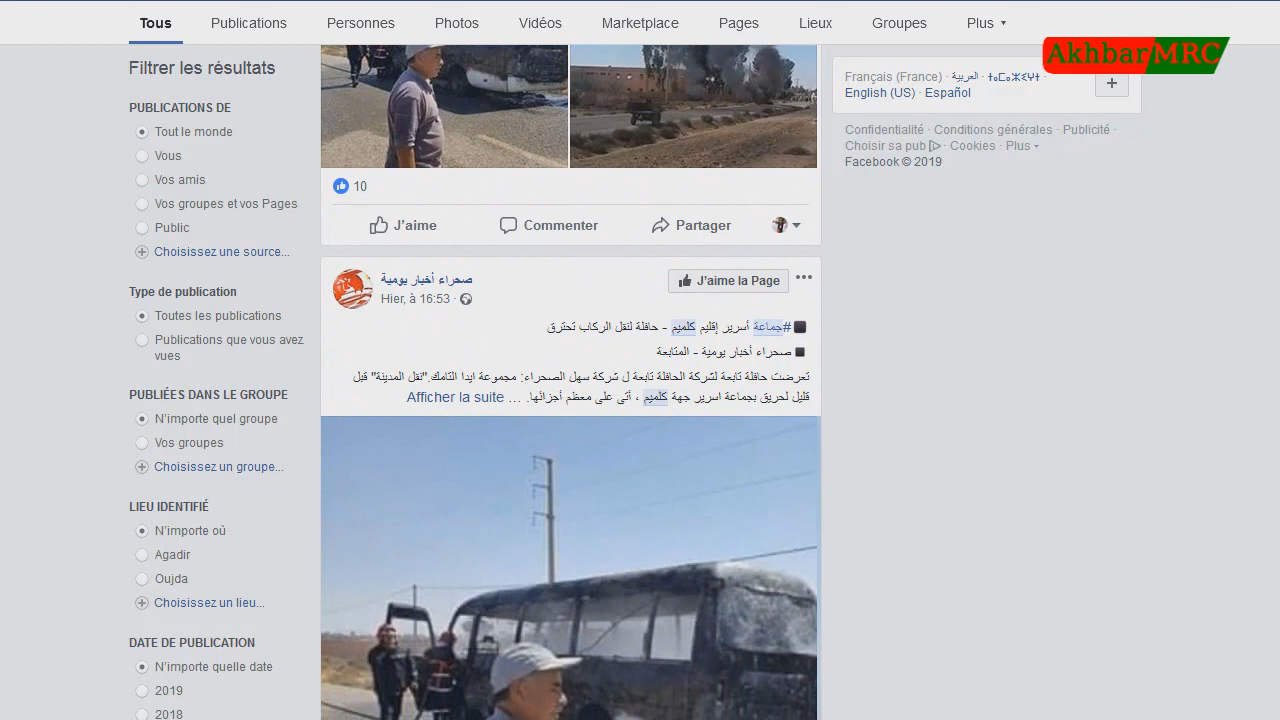 Tous Publications Personnes Photos Vidéos Marketplace Pages Lieux Groupes Plus
AkhbarMRC
Filtrer les résultats
PUBLICATIONS DE
Tout le monde
Vous
Vos amis
Vos groupes et vos Pages
Public
Choisissez une source...
Type de publication
Toutes les publications
Publications que vous avez
vues
PUBLIÉES DANS LE GROUPE
N'importe quel groupe
Vos groupes
Choisissez un groupe...
LIEU IDENTIFIÉ
N'importe où
Agadir
Oujda
Choisissez un lieu...
DATE DE PUBLICATION
N'importe quelle date
2019
2018
10
J'aime Commenter Partager
صحراء أخبار يومية
J'aime la Page
Hier, à 16:53
#جماعة أسرير إقليم كلميم - حافلة لنقل الركاب تحترق
صحراء أخبار يومية - المتابعة
تعرضت حافلة تابعة لشركة الحافلة تابعة ل شركة سهل الصحراء: مجموعة ايدا التامك."نقل المدينة" قبل
قليل لحريق بجماعة اسرير جهة كلميم ، أتى على معظم أجزائها. ... Afficher la suite
Français (France) · العربية · ⵜⴰⵎⴰⵣⵉⵖⵜ ·
English (US) · Español
Confidentialité · Conditions générales · Publicité ·
Choisir sa pub · Cookies · Plus
Facebook © 2019